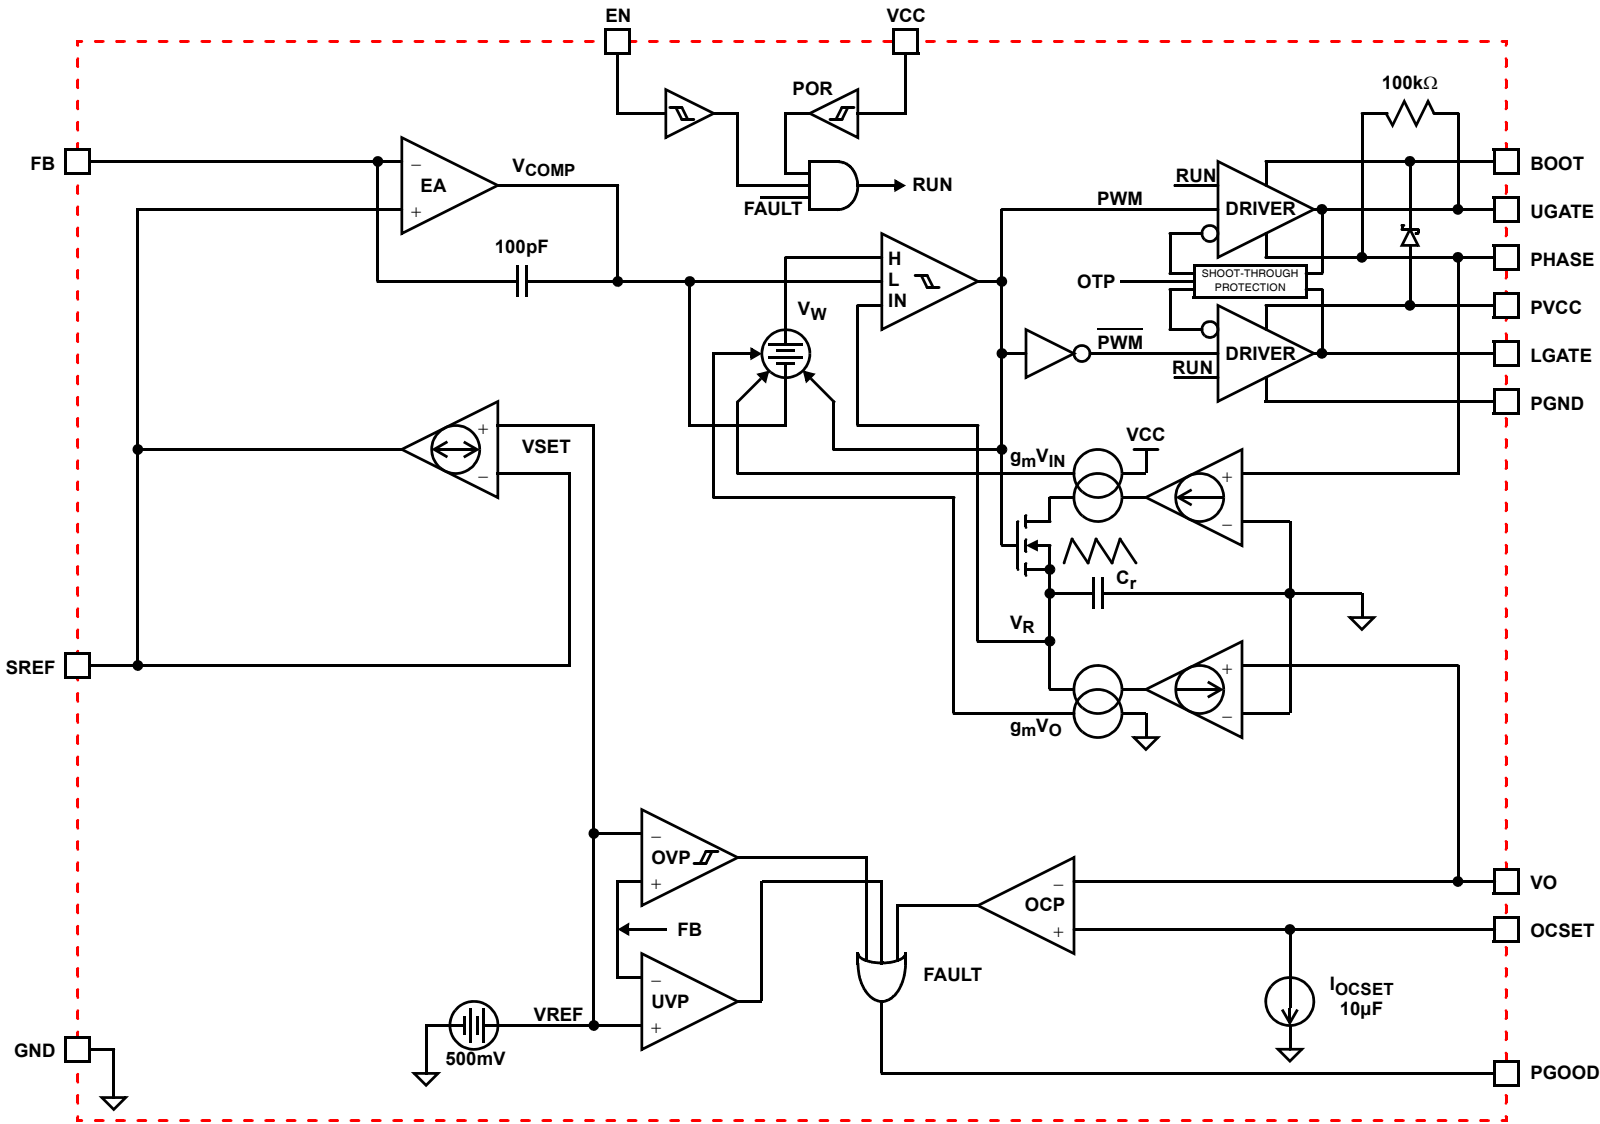 EN
VCC
POR
100kΩ
FB
−
EA
+
VCOMP
RUN
FAULT
100pF
H
L
IN
VW
PWM
RUN
DRIVER
OTP
SHOOT-THROUGH
PROTECTION
PWM
DRIVER
RUN
BOOT
UGATE
PHASE
PVCC
LGATE
PGND
+
VSET
−
gmVIN
VCC
+
−
Cr
VR
SREF
+
−
gmVO
−
OVP
+
FB
−
UVP
+
VREF
500mV
GND
−
OCP
+
FAULT
VO
OCSET
IOCSET
10µF
PGOOD